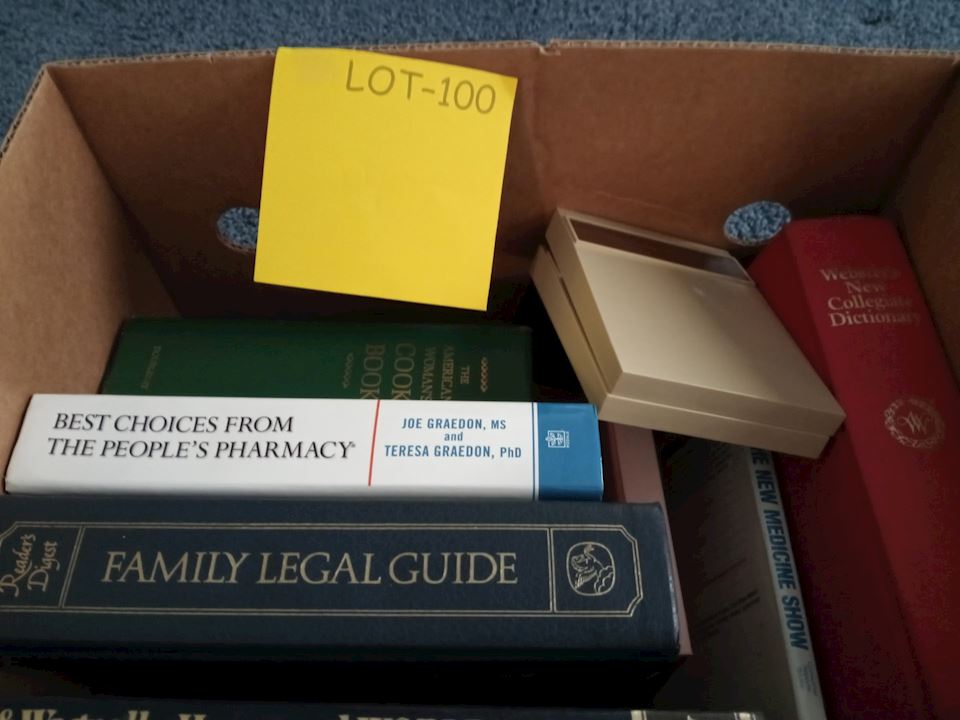 LOT-100
THE
AMERICAN
WOMAN'S
COOK
BOOK
BEST CHOICES FROM
THE PEOPLE'S PHARMACY®
JOE GRAEDON, MS
and
TERESA GRAEDON, PhD
Reader's
Digest
FAMILY LEGAL GUIDE
Webster's
New
Collegiate
Dictionary
NEW MEDICINE SHOW